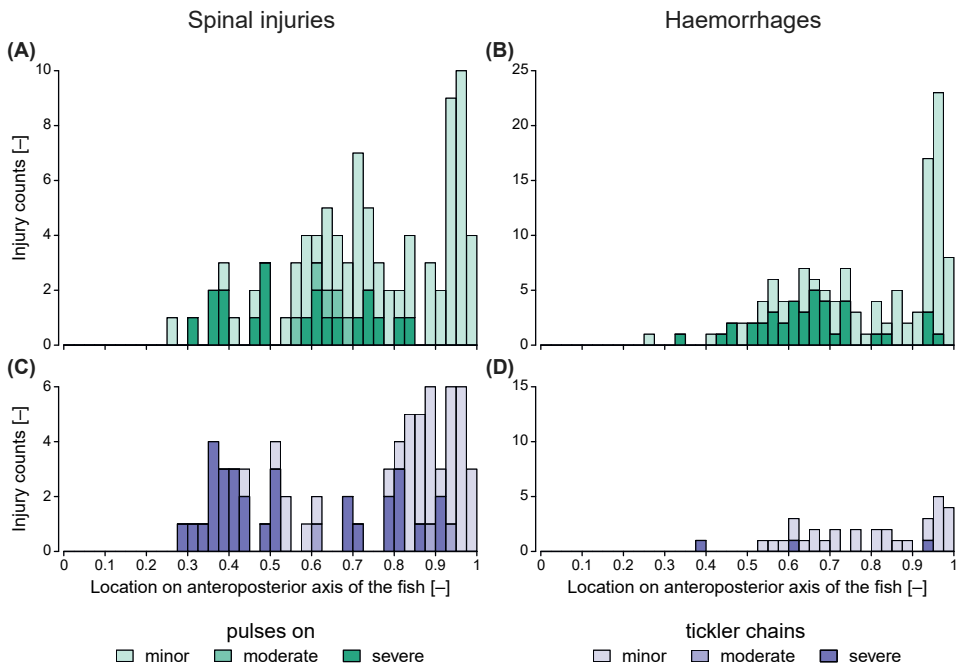 Spinal injuries
Haemorrhages
(A)
(B)
10
8
6
4
2
0
Injury counts [–]
25
20
15
10
5
0
(C)
(D)
6
4
2
0
Injury counts [–]
15
10
5
0
0 0.1 0.2 0.3 0.4 0.5 0.6 0.7 0.8 0.9 1
0 0.1 0.2 0.3 0.4 0.5 0.6 0.7 0.8 0.9 1
Location on anteroposterior axis of the fish [–]
Location on anteroposterior axis of the fish [–]
pulses on
minor moderate severe
tickler chains
minor moderate severe